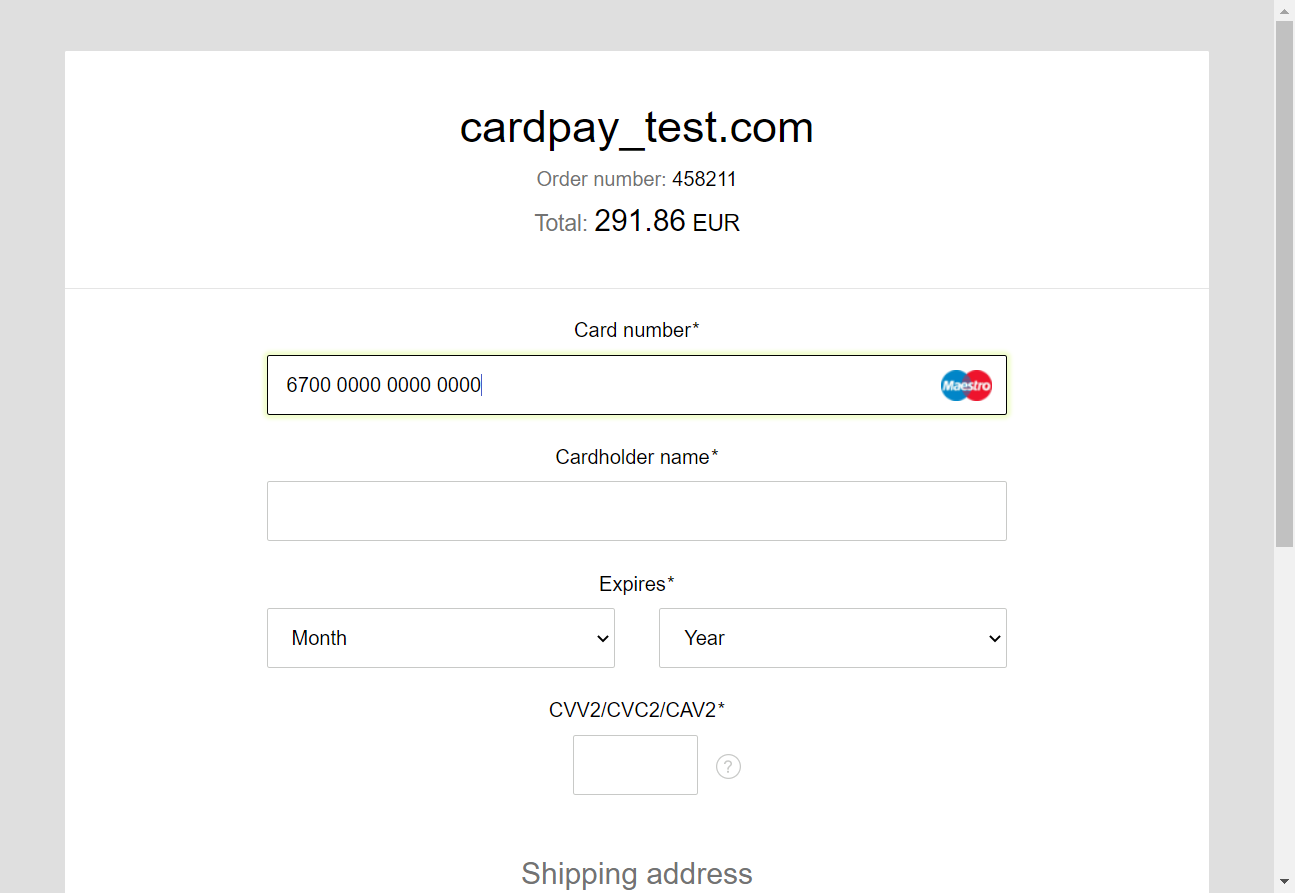 cardpay_test.com
Order number: 458211
Total: 291.86 EUR
Card number*
6700 0000 0000 0000
Maestro
Cardholder name*
Expires*
Month
Year
CVV2/CVC2/CAV2*
?
Shipping address